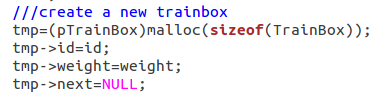 ///create a new trainbox
tmp=(pTrainBox)malloc(sizeof(TrainBox));
tmp->id=id;
tmp->weight=weight;
tmp->next=NULL;